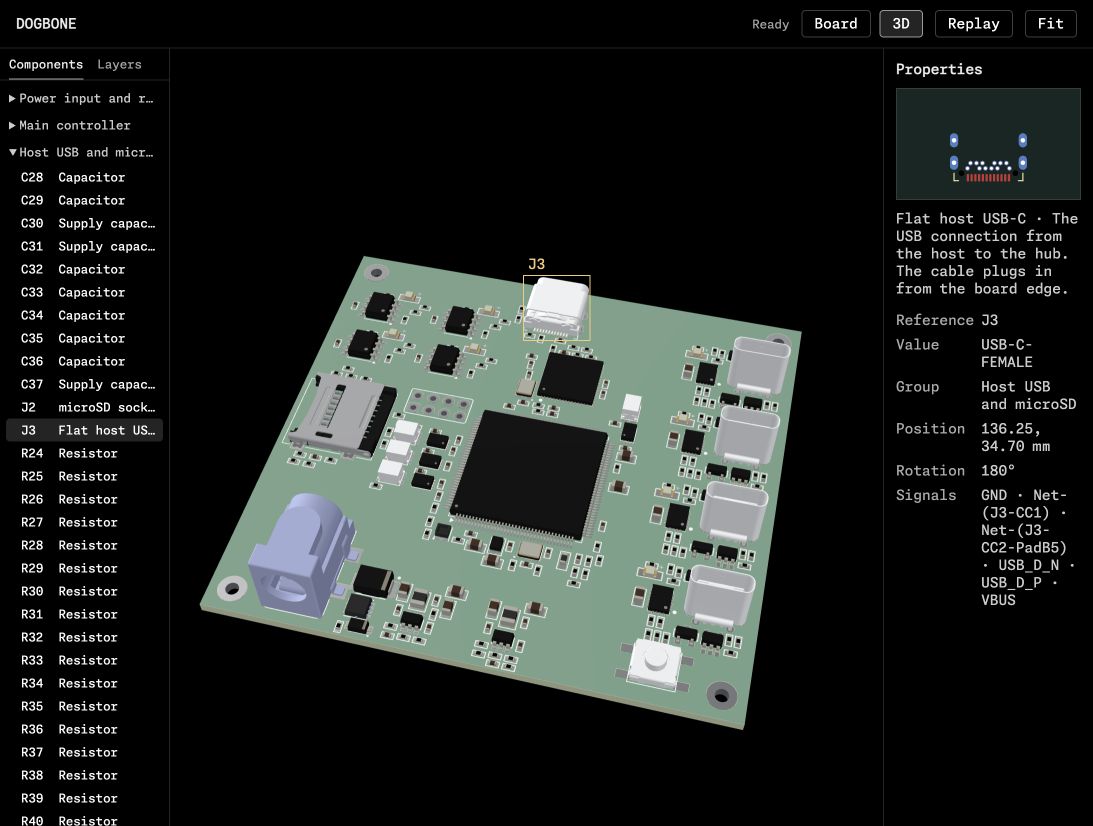 DOGBONE
Ready
Board
3D
Replay
Fit
Components
Layers
Power input and r…
Main controller
Host USB and micr…
C28 Capacitor
C29 Capacitor
C30 Supply capac…
C31 Supply capac…
C32 Capacitor
C33 Capacitor
C34 Capacitor
C35 Capacitor
C36 Capacitor
C37 Supply capac…
J2 microSD sock…
J3 Flat host US…
R24 Resistor
R25 Resistor
R26 Resistor
R27 Resistor
R28 Resistor
R29 Resistor
R30 Resistor
R31 Resistor
R32 Resistor
R33 Resistor
R34 Resistor
R35 Resistor
R36 Resistor
R37 Resistor
R38 Resistor
R39 Resistor
R40 Resistor
J3
Properties
Flat host USB-C · The
USB connection from
the host to the hub.
The cable plugs in
from the board edge.
Reference J3
Value USB-C-
FEMALE
Group Host USB
and microSD
Position 136.25,
34.70 mm
Rotation 180°
Signals GND · Net-
(J3-CC1) ·
Net-(J3-
CC2-PadB5)
· USB_D_N ·
USB_D_P ·
VBUS